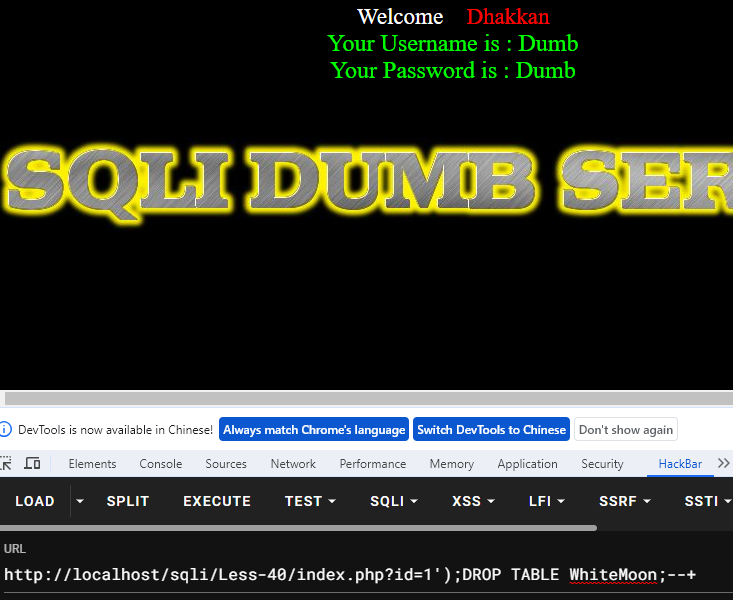 Welcome Dhakkan
Your Username is : Dumb
Your Password is : Dumb
SQLI DUMB SER
DevTools is now available in Chinese! Always match Chrome's language Switch DevTools to Chinese Don't show again
Elements Console Sources Network Performance Memory Application Security HackBar
LOAD SPLIT EXECUTE TEST SQLI XSS LFI SSRF SSTI
URL
http://localhost/sqli/Less-40/index.php?id=1');DROP TABLE WhiteMoon;--+